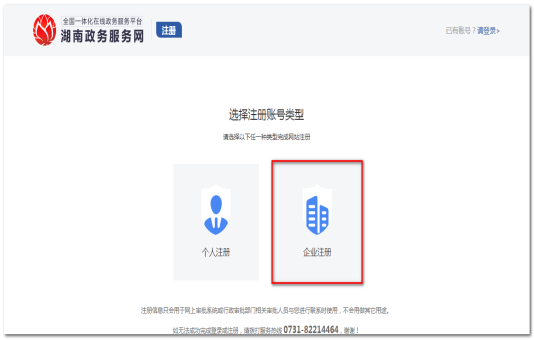 全国一体化在线政务服务平台
湖南政务服务网
注册
已有账号？请登录»
选择注册账号类型
请选择以下任一种类型完成网站注册
个人注册
企业注册
注册信息只会用于网上审批系统或行政审批部门相关审批人员与您进行联系时使用，不会用做其它用途。
如无法成功完成登录或注册，请拨打服务热线 0731-82214464，谢谢！